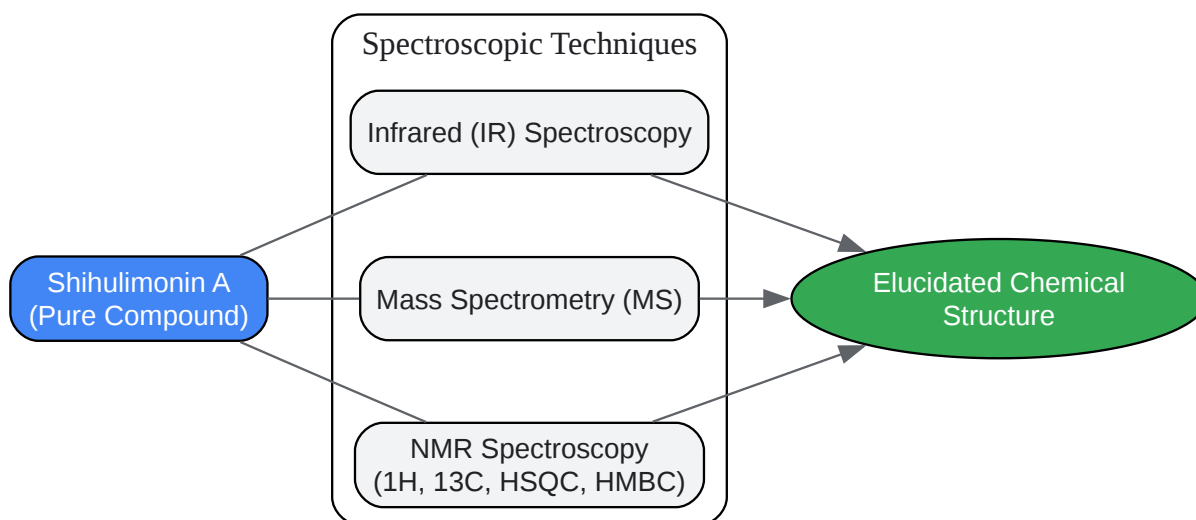 Spectroscopic Techniques
Infrared (IR) Spectroscopy
Shihulimonin A
(Pure Compound)
Mass Spectrometry (MS)
Elucidated Chemical
Structure
NMR Spectroscopy
(1H, 13C, HSQC, HMBC)